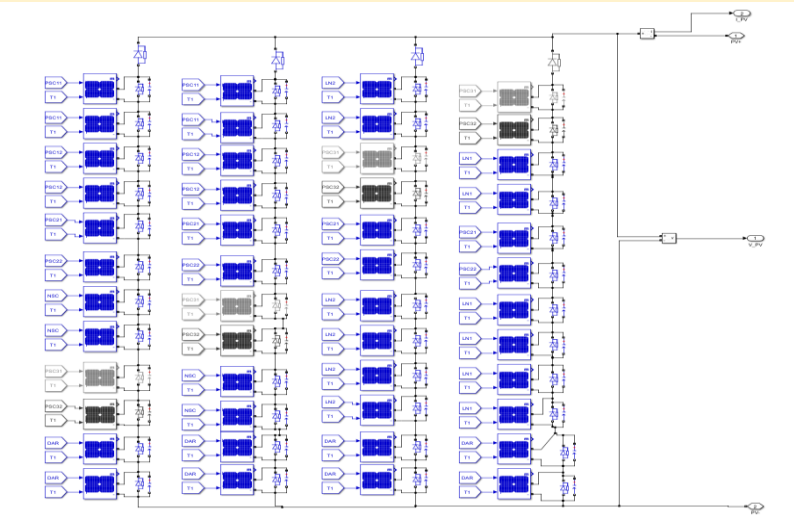 PSC11
T1
PSC11
T1
PSC12
T1
PSC12
T1
PSC21
T1
PSC22
T1
NSC
T1
NSC
T1
PSC31
T1
PSC32
T1
DAR
T1
DAR
T1
PSC11
T1
PSC11
T1
PSC12
T1
PSC12
T1
PSC21
T1
PSC22
T1
PSC31
T1
PSC32
T1
NSC
T1
NSC
T1
DAR
T1
DAR
T1
LN2
T1
LN2
T1
PSC31
T1
PSC32
T1
PSC21
T1
PSC22
T1
LN2
T1
LN2
T1
LN2
T1
LN2
T1
DAR
T1
DAR
T1
PSC31
T1
PSC32
T1
LN1
T1
LN1
T1
PSC21
T1
PSC22
T1
LN1
T1
LN1
T1
LN1
T1
LN1
T1
DAR
T1
DAR
T1
I_PV
PV+
V_PV
PV-